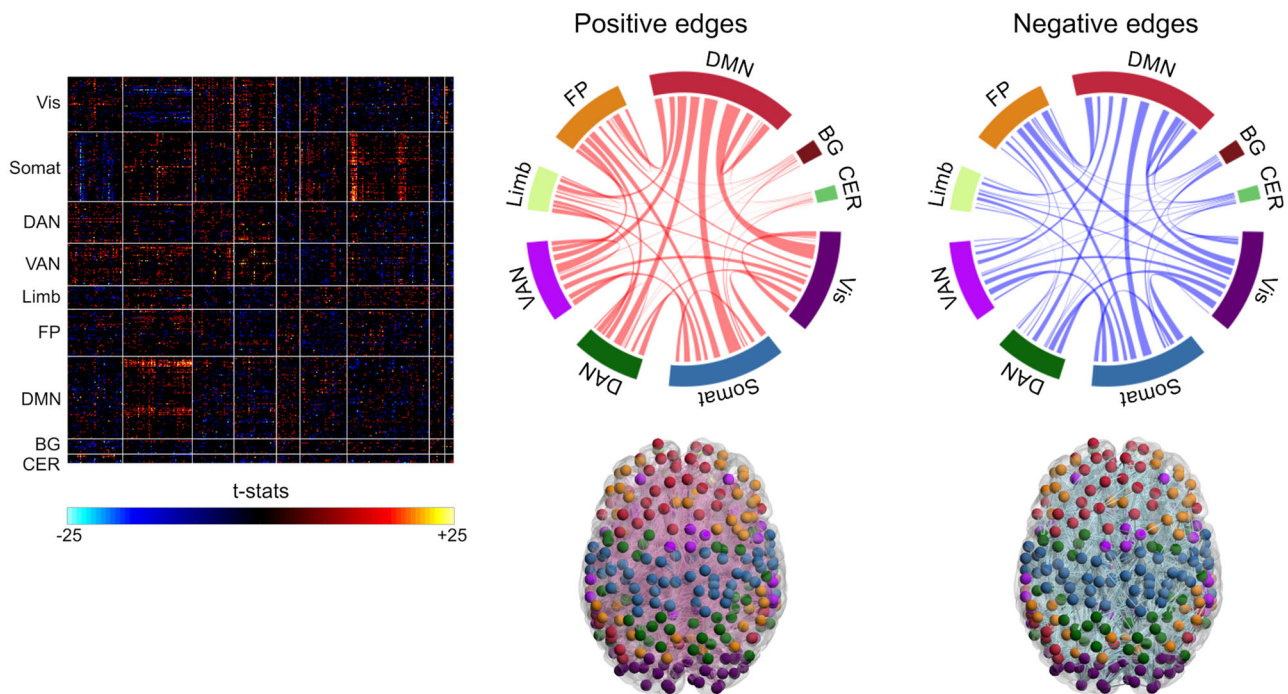 Positive edges
Negative edges
Vis
Somat
DAN
VAN
Limb
FP
DMN
BG
CER
t-stats
-25
+25
DMN
FP
BG
Limb
CER
VAN
Vis
DAN
Somat
DMN
FP
BG
Limb
CER
VAN
Vis
DAN
Somat